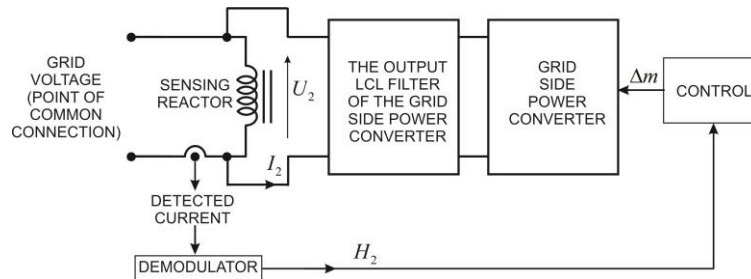 GRID
VOLTAGE
(POINT OF
COMMON
CONNECTION)
SENSING
REACTOR
U2
I2
THE OUTPUT
LCL FILTER
OF THE GRID
SIDE POWER
CONVERTER
GRID
SIDE
POWER
CONVERTER
Δm
CONTROL
DETECTED
CURRENT
DEMODULATOR
H2